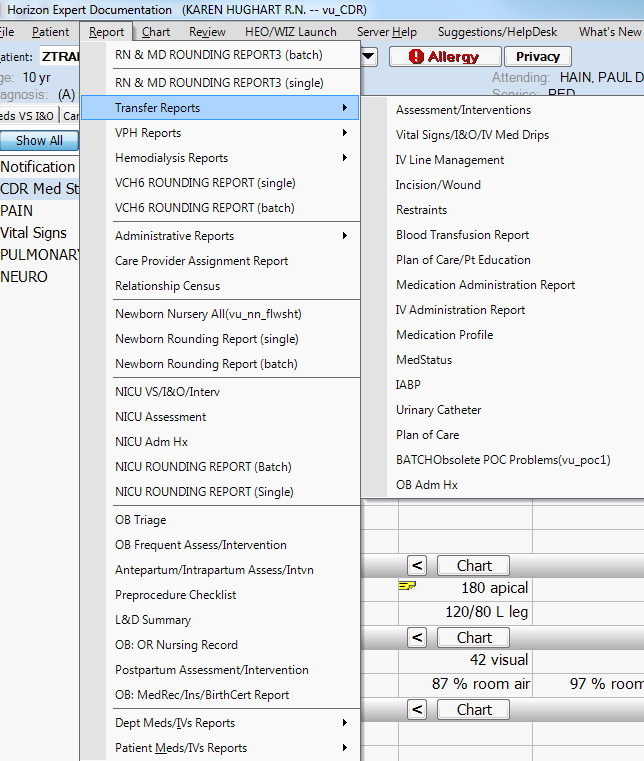 Horizon Expert Documentation (KAREN HUGHART R.N. -- vu_CDR)
ile Patient Report Chart Review HEO/WIZ Launch Server Help Suggestions/HelpDesk What's New
atient: ZTRAI Allergy Privacy
ge: 10 yr Attending: HAIN, PAUL D
iagnosis: (A) Service: RED
eds VS I&O Car
Show All
Notification
CDR Med St
PAIN
Vital Signs
PULMONARY
NEURO
RN & MD ROUNDING REPORT3 (batch)
RN & MD ROUNDING REPORT3 (single)
Transfer Reports
VPH Reports
Hemodialysis Reports
VCH6 ROUNDING REPORT (single)
VCH6 ROUNDING REPORT (batch)
Administrative Reports
Care Provider Assignment Report
Relationship Census
Newborn Nursery All(vu_nn_flwsht)
Newborn Rounding Report (single)
Newborn Rounding Report (batch)
NICU VS/I&O/Interv
NICU Assessment
NICU Adm Hx
NICU ROUNDING REPORT (Batch)
NICU ROUNDING REPORT (Single)
OB Triage
OB Frequent Assess/Intervention
Antepartum/Intrapartum Assess/Intvn
Preprocedure Checklist
L&D Summary
OB: OR Nursing Record
Postpartum Assessment/Intervention
OB: MedRec/Ins/BirthCert Report
Dept Meds/IVs Reports
Patient Meds/IVs Reports
Assessment/Interventions
Vital Signs/I&O/IV Med Drips
IV Line Management
Incision/Wound
Restraints
Blood Transfusion Report
Plan of Care/Pt Education
Medication Administration Report
IV Administration Report
Medication Profile
MedStatus
IABP
Urinary Catheter
Plan of Care
BATCHObsolete POC Problems(vu_poc1)
OB Adm Hx
< Chart
180 apical
120/80 L leg
< Chart
42 visual
87 % room air 97 % room
< Chart